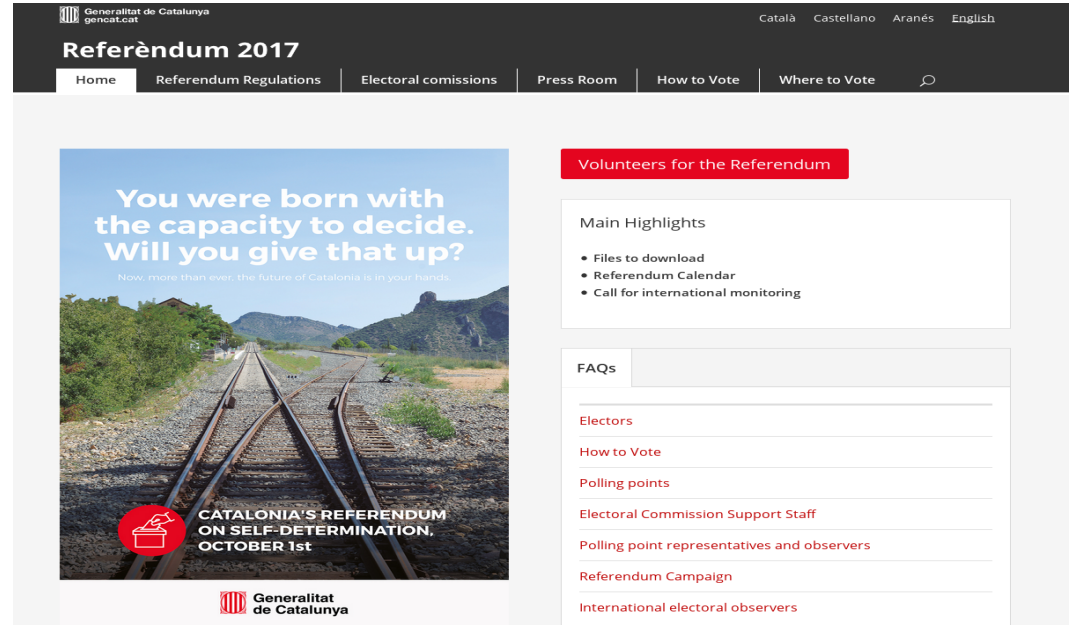 Generalitat de Catalunya
gencat.cat
Català Castellano Aranés English
Referèndum 2017
Home Referendum Regulations Electoral comissions Press Room How to Vote Where to Vote
You were born with
the capacity to decide.
Will you give that up?
Now, more than ever, the future of Catalonia is in your hands.
CATALONIA'S REFERENDUM
ON SELF-DETERMINATION,
OCTOBER 1st
Generalitat
de Catalunya
Volunteers for the Referendum
Main Highlights
• Files to download
• Referendum Calendar
• Call for international monitoring
FAQs
Electors
How to Vote
Polling points
Electoral Commission Support Staff
Polling point representatives and observers
Referendum Campaign
International electoral observers